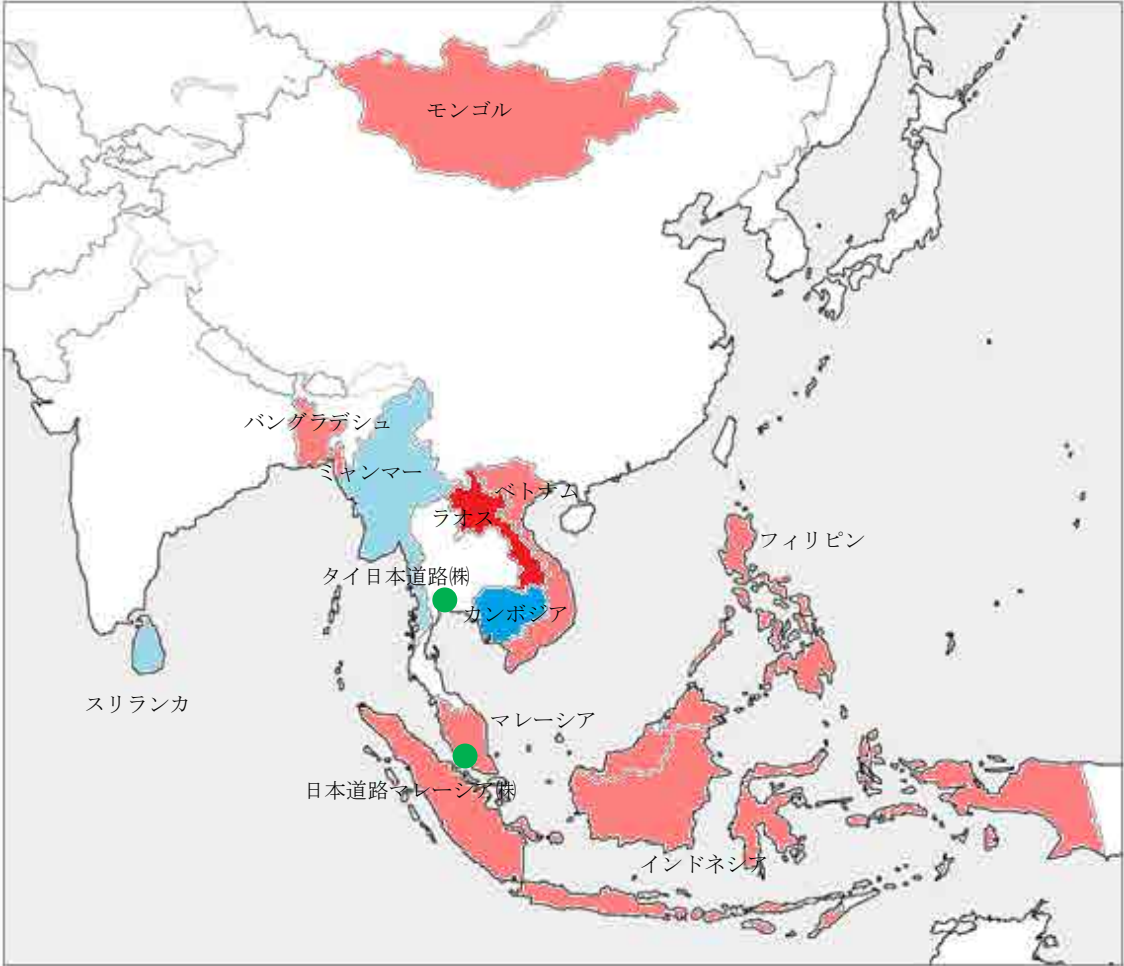 モンゴル
バングラデシュ
ミャンマー
ベトナム
ラオス
フィリピン
タイ日本道路㈱
カンボジア
スリランカ
マレーシア
日本道路マレーシア㈱
インドネシア